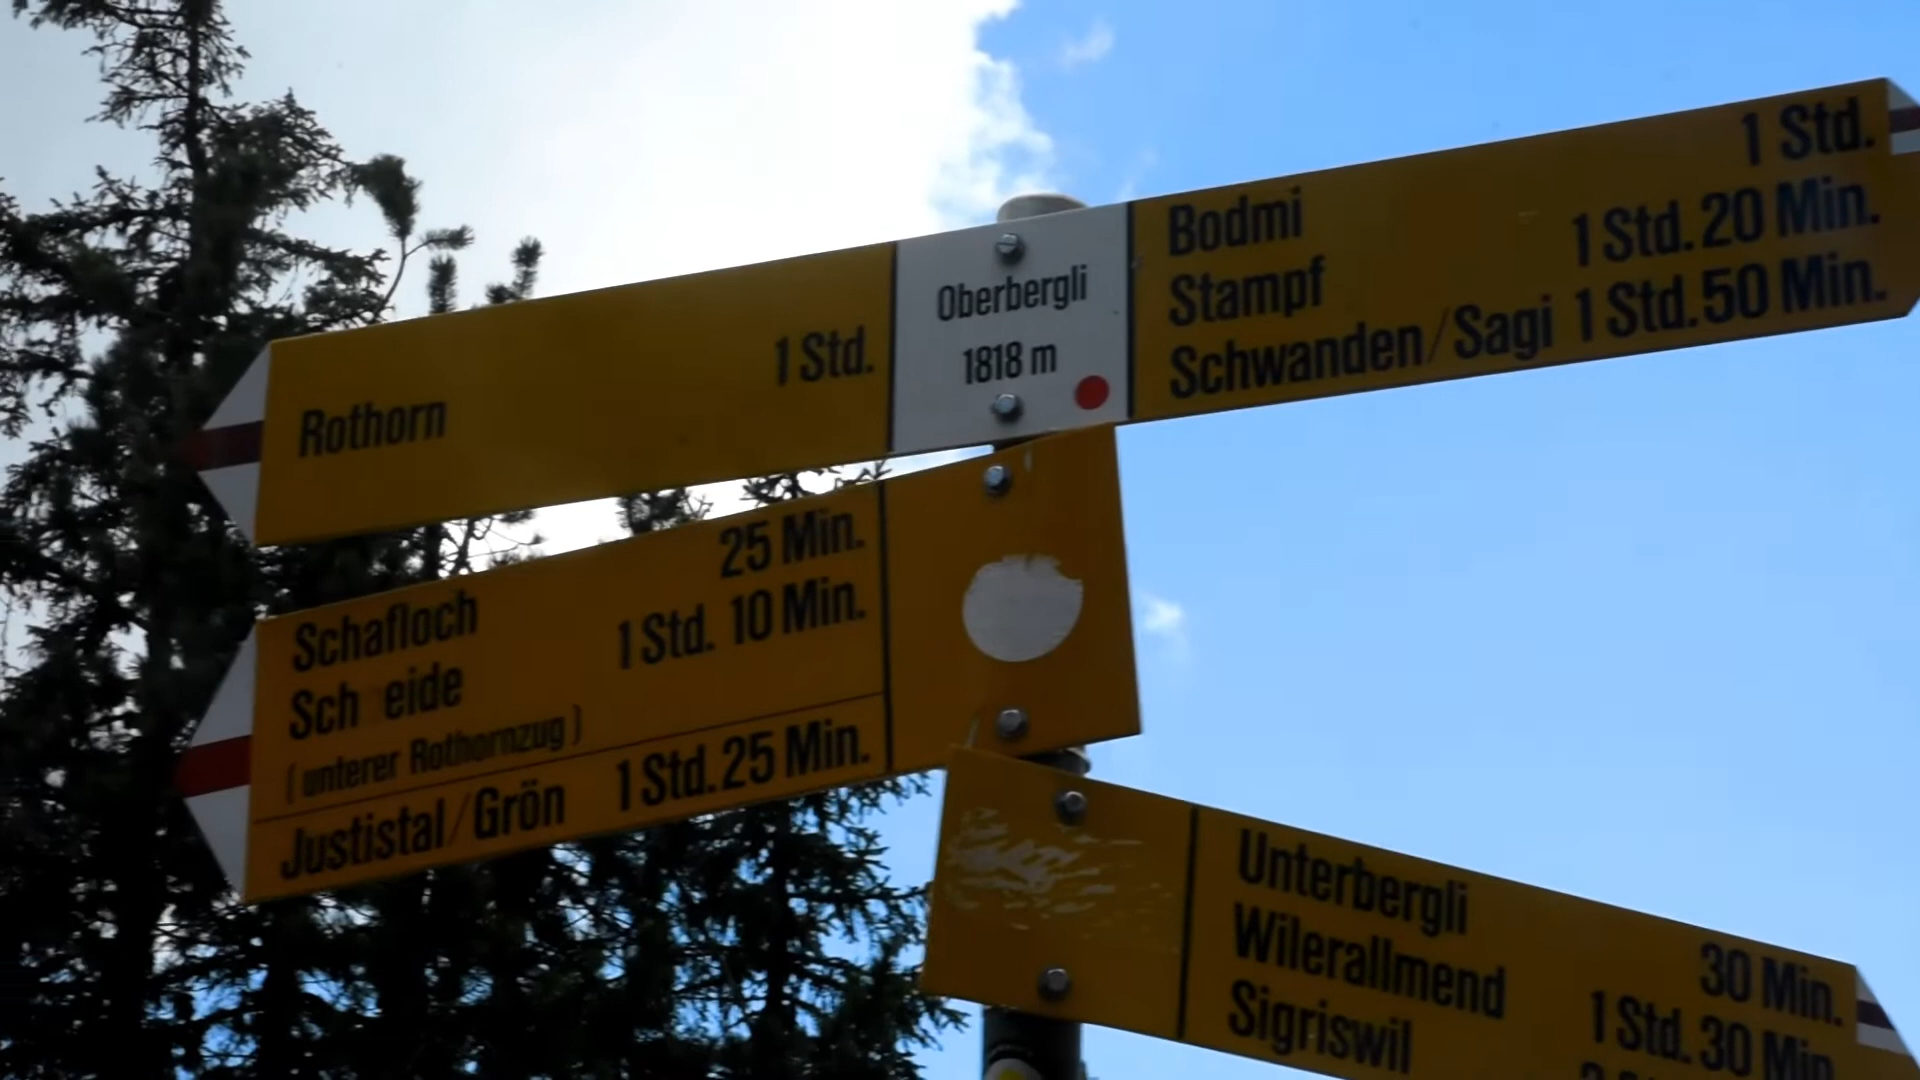 Rothorn 1 Std.
Oberbergli
1818 m
Bodmi 1 Std.
Stampf 1 Std. 20 Min.
Schwanden/Sagi 1 Std. 50 Min.
Schafloch 25 Min.
Sch eide 1 Std. 10 Min.
(unterer Rothornzug)
Justistal/Grön 1 Std. 25 Min.
Unterbergli 30 Min.
Wilerallmend 1 Std. 30 Min.
Sigriswil